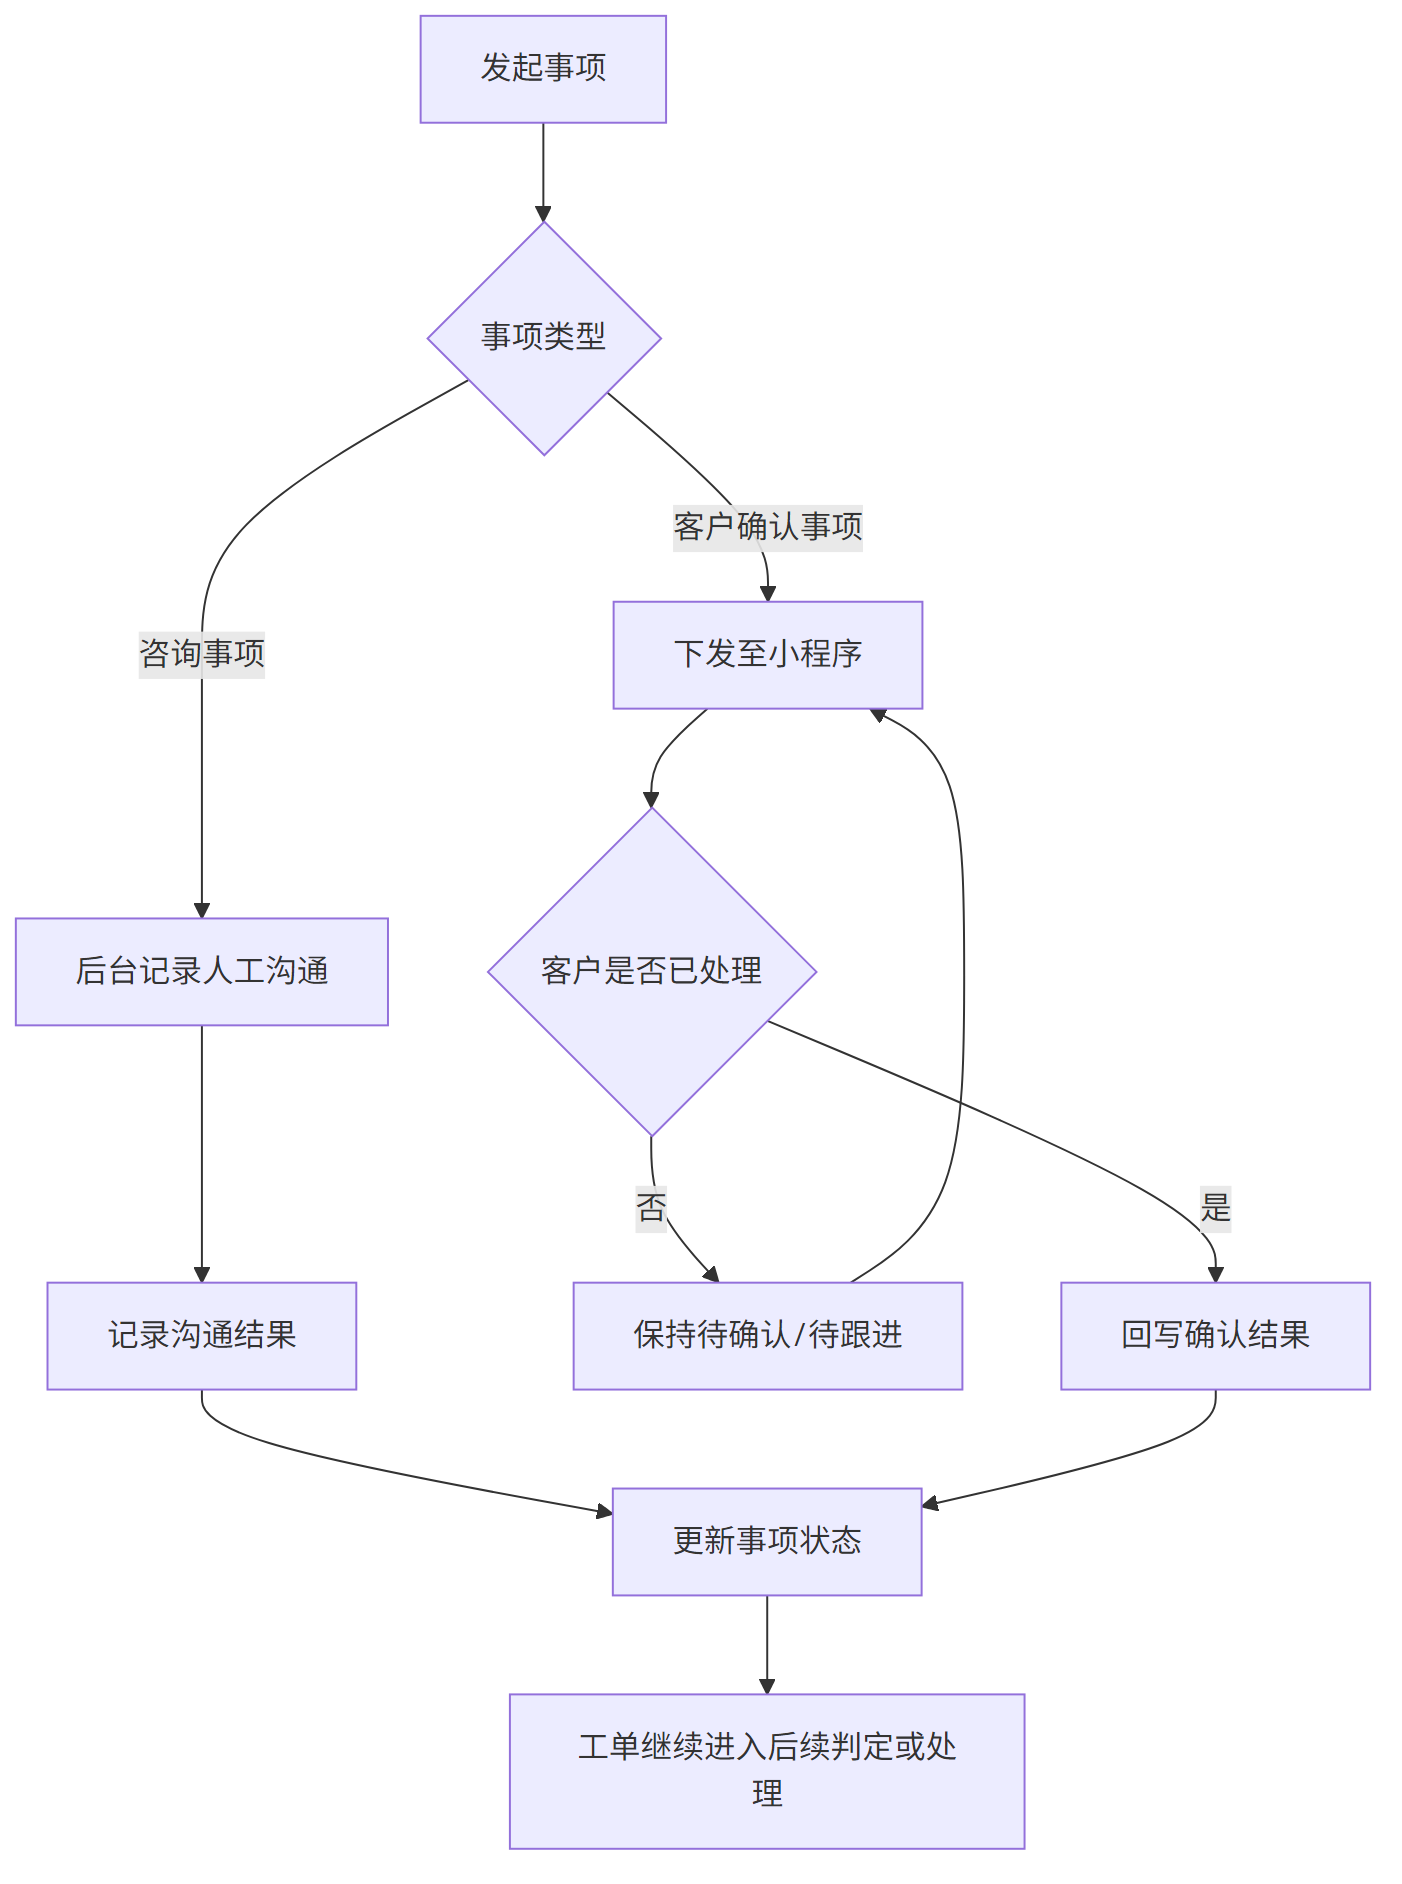 发起事项
事项类型
客户确认事项
咨询事项
下发至小程序
后台记录人工沟通
客户是否已处理
否
是
记录沟通结果
保持待确认/待跟进
回写确认结果
更新事项状态
工单继续进入后续判定或处
理